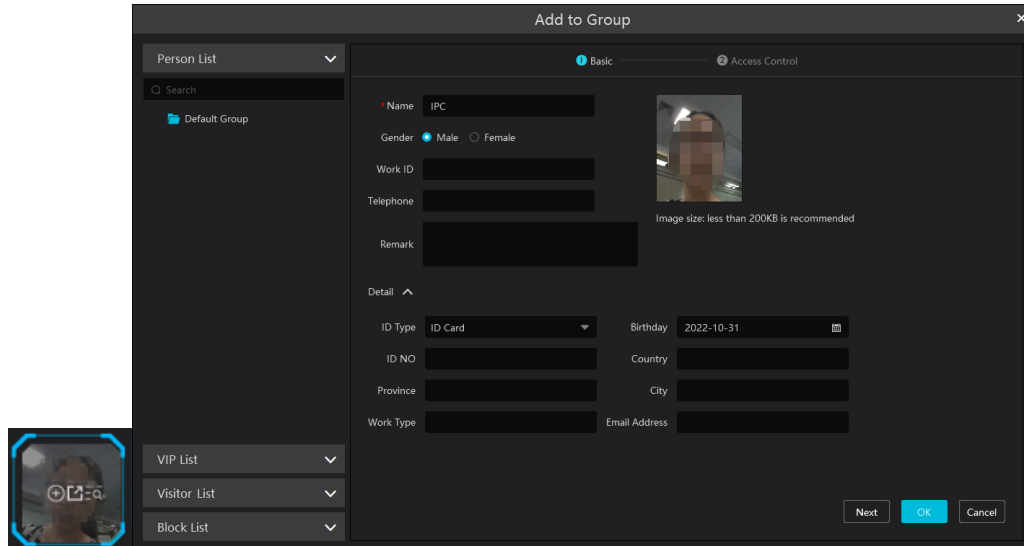 Add to Group
Person List
Search
Default Group
VIP List
Visitor List
Block List
1 Basic
2 Access Control
*Name IPC
Gender Male Female
Work ID
Telephone
Remark
Image size: less than 200KB is recommended
Detail
ID Type ID Card Birthday 2022-10-31
ID NO Country
Province City
Work Type Email Address
Next OK Cancel